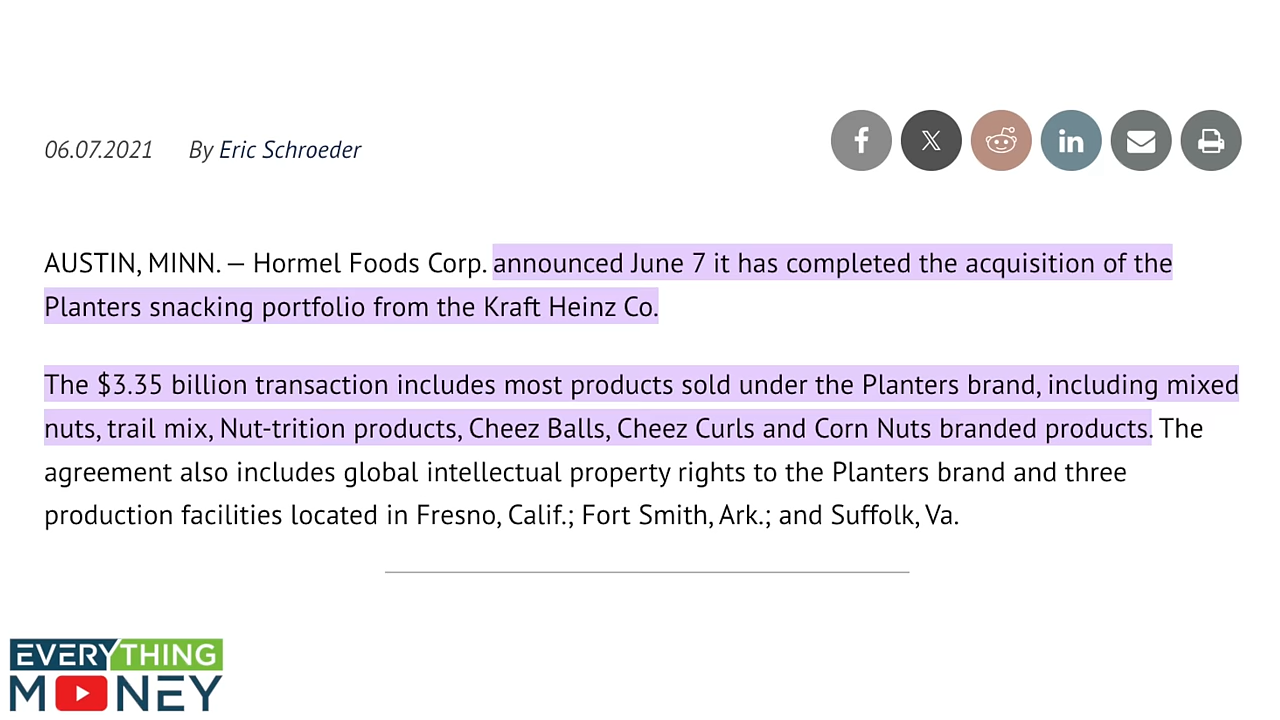 06.07.2021 By Eric Schroeder
AUSTIN, MINN. — Hormel Foods Corp. announced June 7 it has completed the acquisition of the
Planters snacking portfolio from the Kraft Heinz Co.
The $3.35 billion transaction includes most products sold under the Planters brand, including mixed
nuts, trail mix, Nut-trition products, Cheez Balls, Cheez Curls and Corn Nuts branded products. The
agreement also includes global intellectual property rights to the Planters brand and three
production facilities located in Fresno, Calif.; Fort Smith, Ark.; and Suffolk, Va.
EVERYTHING
MONEY